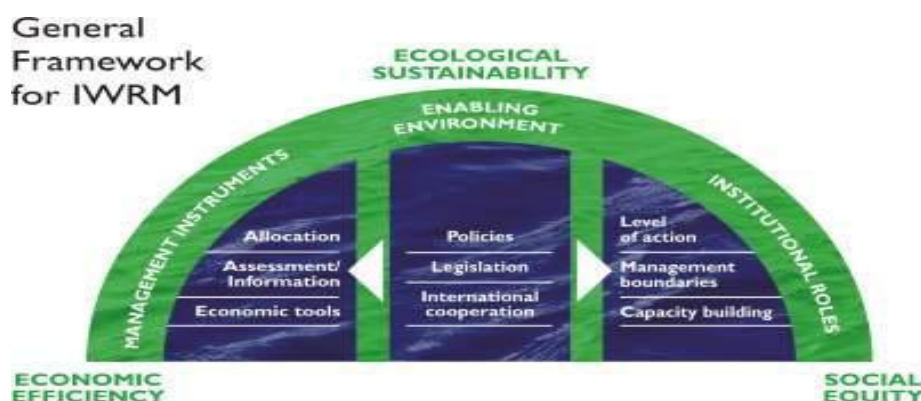 General
Framework
for IWRM
ECOLOGICAL
SUSTAINABILITY
ENABLING
ENVIRONMENT
MANAGEMENT INSTRUMENTS
INSTITUTIONAL ROLES
Allocation
Assessment/
Information
Economic tools
Policies
Legislation
International
cooperation
Level
of action
Management
boundaries
Capacity building
ECONOMIC
EFFICIENCY
SOCIAL
EQUITY